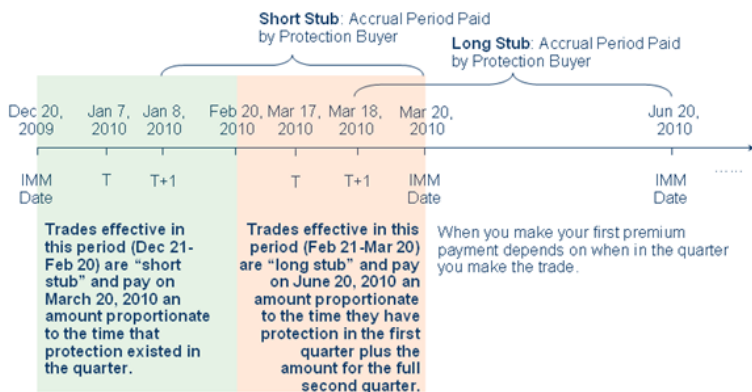 Short Stub: Accrual Period Paid
by Protection Buyer
Long Stub: Accrual Period Paid
by Protection Buyer
Dec 20, Jan 7, Jan 8, Feb 20, Mar 17, Mar 18, Mar 20, Jun 20,
2009 2010 2010 2010 2010 2010 2010 2010
IMM T T+1 T T+1 IMM IMM ......
Date Date Date
Trades effective in
this period (Dec 21-
Feb 20) are “short
stub” and pay on
March 20, 2010 an
amount proportionate
to the time that
protection existed in
the quarter.
Trades effective in this
period (Feb 21-Mar 20)
are “long stub” and pay
on June 20, 2010 an
amount proportionate
to the time they have
protection in the first
quarter plus the
amount for the full
second quarter.
When you make your first premium
payment depends on when in the quarter
you make the trade.